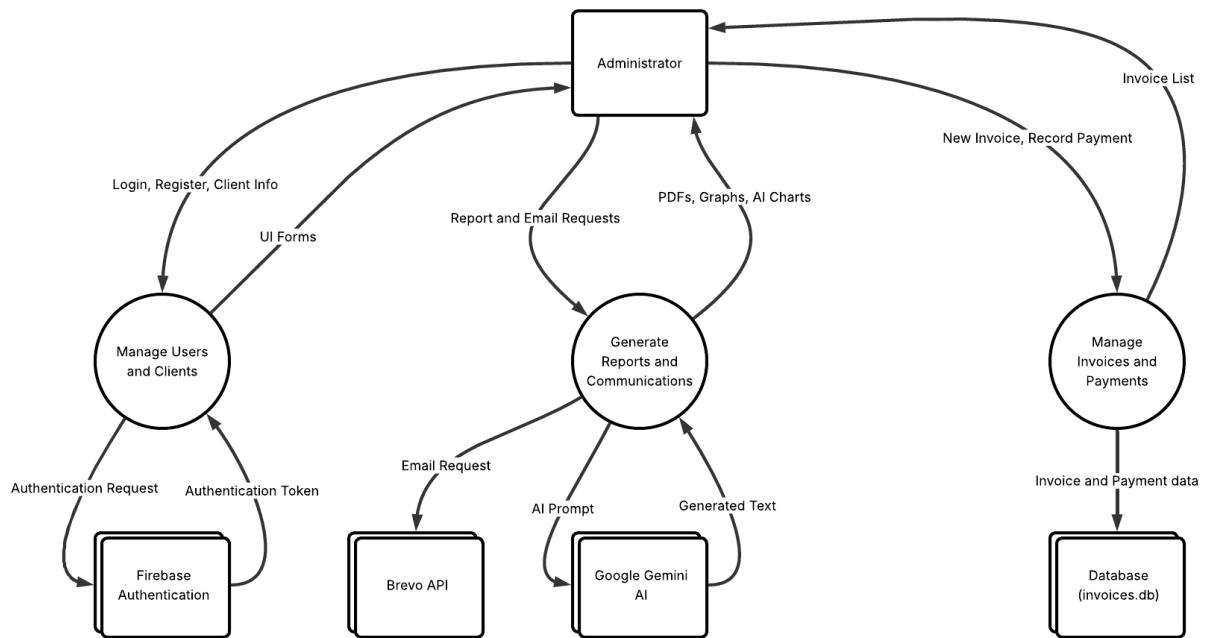 Administrator
Invoice List
New Invoice, Record Payment
Login, Register, Client Info
PDFs, Graphs, AI Charts
Report and Email Requests
UI Forms
Manage Users
and Clients
Generate
Reports and
Communications
Manage
Invoices and
Payments
Email Request
Authentication Request
Authentication Token
AI Prompt
Generated Text
Invoice and Payment data
Firebase
Authentication
Brevo API
Google Gemini
AI
Database
(invoices.db)